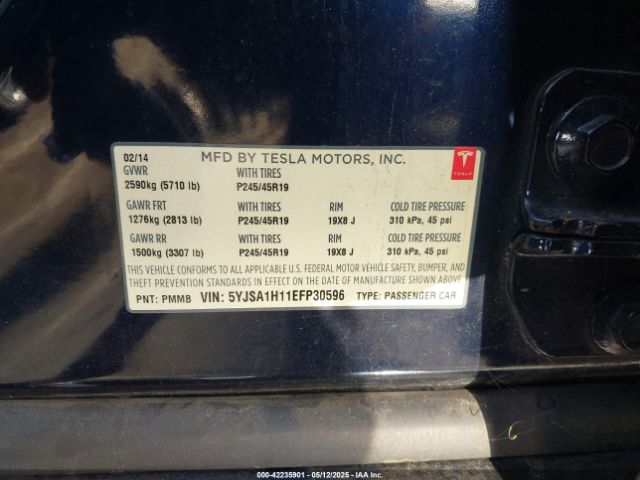 02/14 MFD BY TESLA MOTORS, INC.
GVWR WITH TIRES
2590kg (5710 lb) P245/45R19
TESLA
GAWR FRT WITH TIRES RIM COLD TIRE PRESSURE
1276kg (2813 lb) P245/45R19 19X8 J 310 kPa, 45 psi
GAWR RR WITH TIRES RIM COLD TIRE PRESSURE
1500kg (3307 lb) P245/45R19 19X8 J 310 kPa, 45 psi
THIS VEHICLE CONFORMS TO ALL APPLICABLE U.S. FEDERAL MOTOR VEHICLE SAFETY, BUMPER, AND
THEFT PREVENTION STANDARDS IN EFFECT ON THE DATE OF MANUFACTURE SHOWN ABOVE.
PNT: PMMB VIN: 5YJSA1H11EFP30596 TYPE: PASSENGER CAR
000-42235901 - 05/12/2025 - IAA Inc.